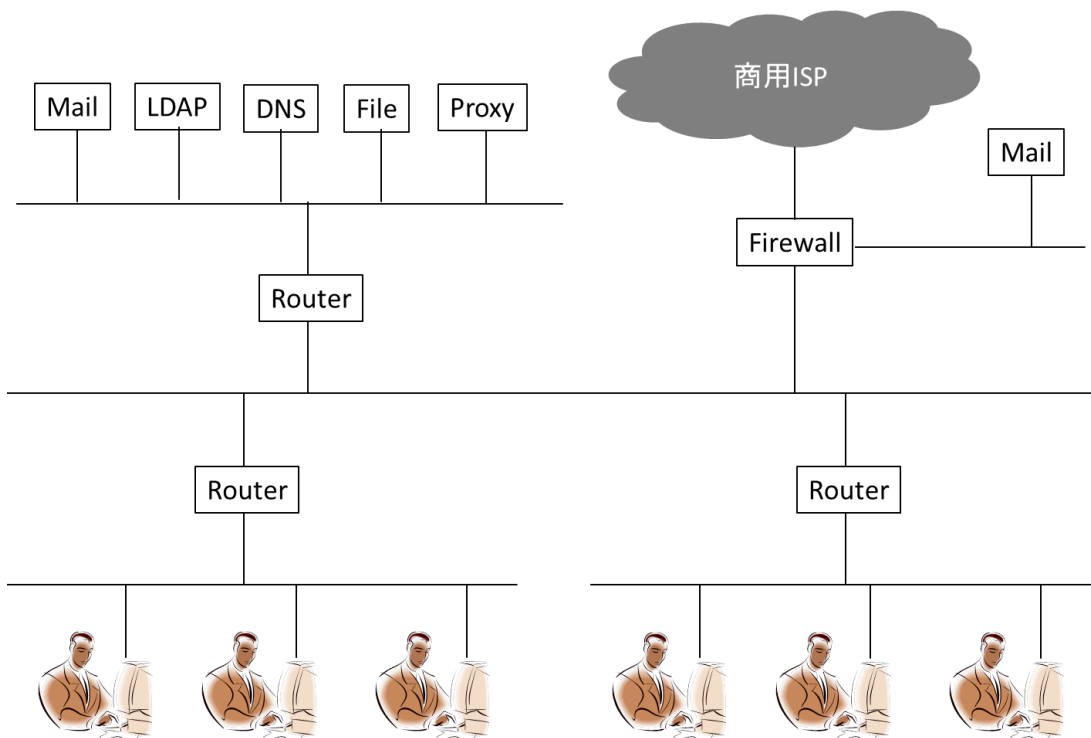 商用ISP
Mail
LDAP
DNS
File
Proxy
Mail
Firewall
Router
Router
Router